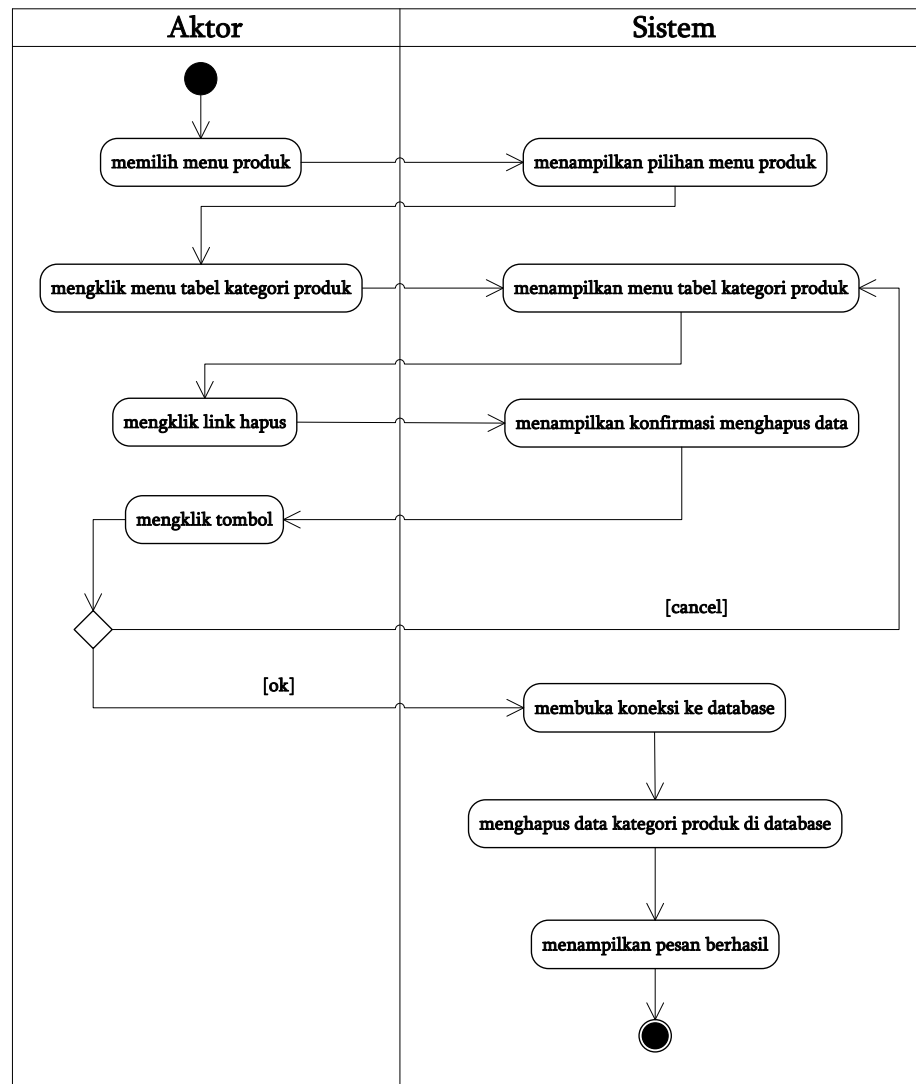 Aktor
Sistem
memilih menu produk
menampilkan pilihan menu produk
mengklik menu tabel kategori produk
menampilkan menu tabel kategori produk
mengklik link hapus
menampilkan konfirmasi menghapus data
mengklik tombol
[cancel]
[ok]
membuka koneksi ke database
menghapus data kategori produk di database
menampilkan pesan berhasil